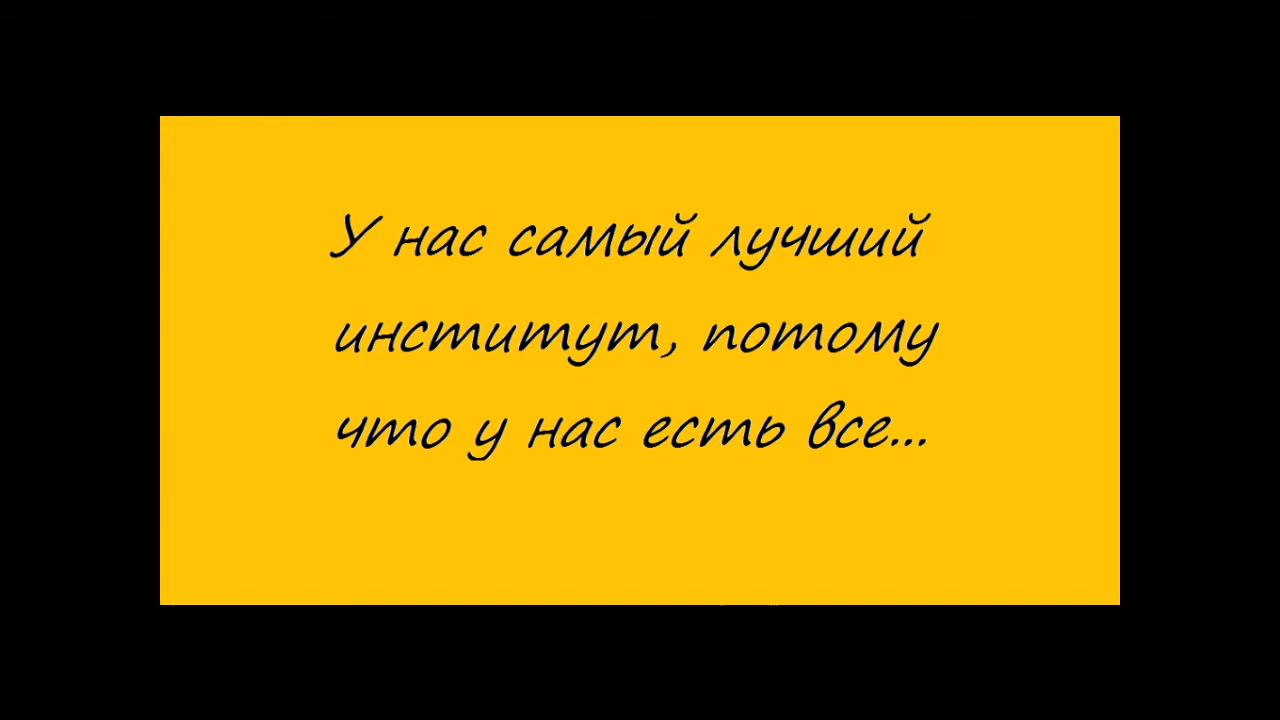 У нас самый лучший
институт, потому
что у нас есть все...